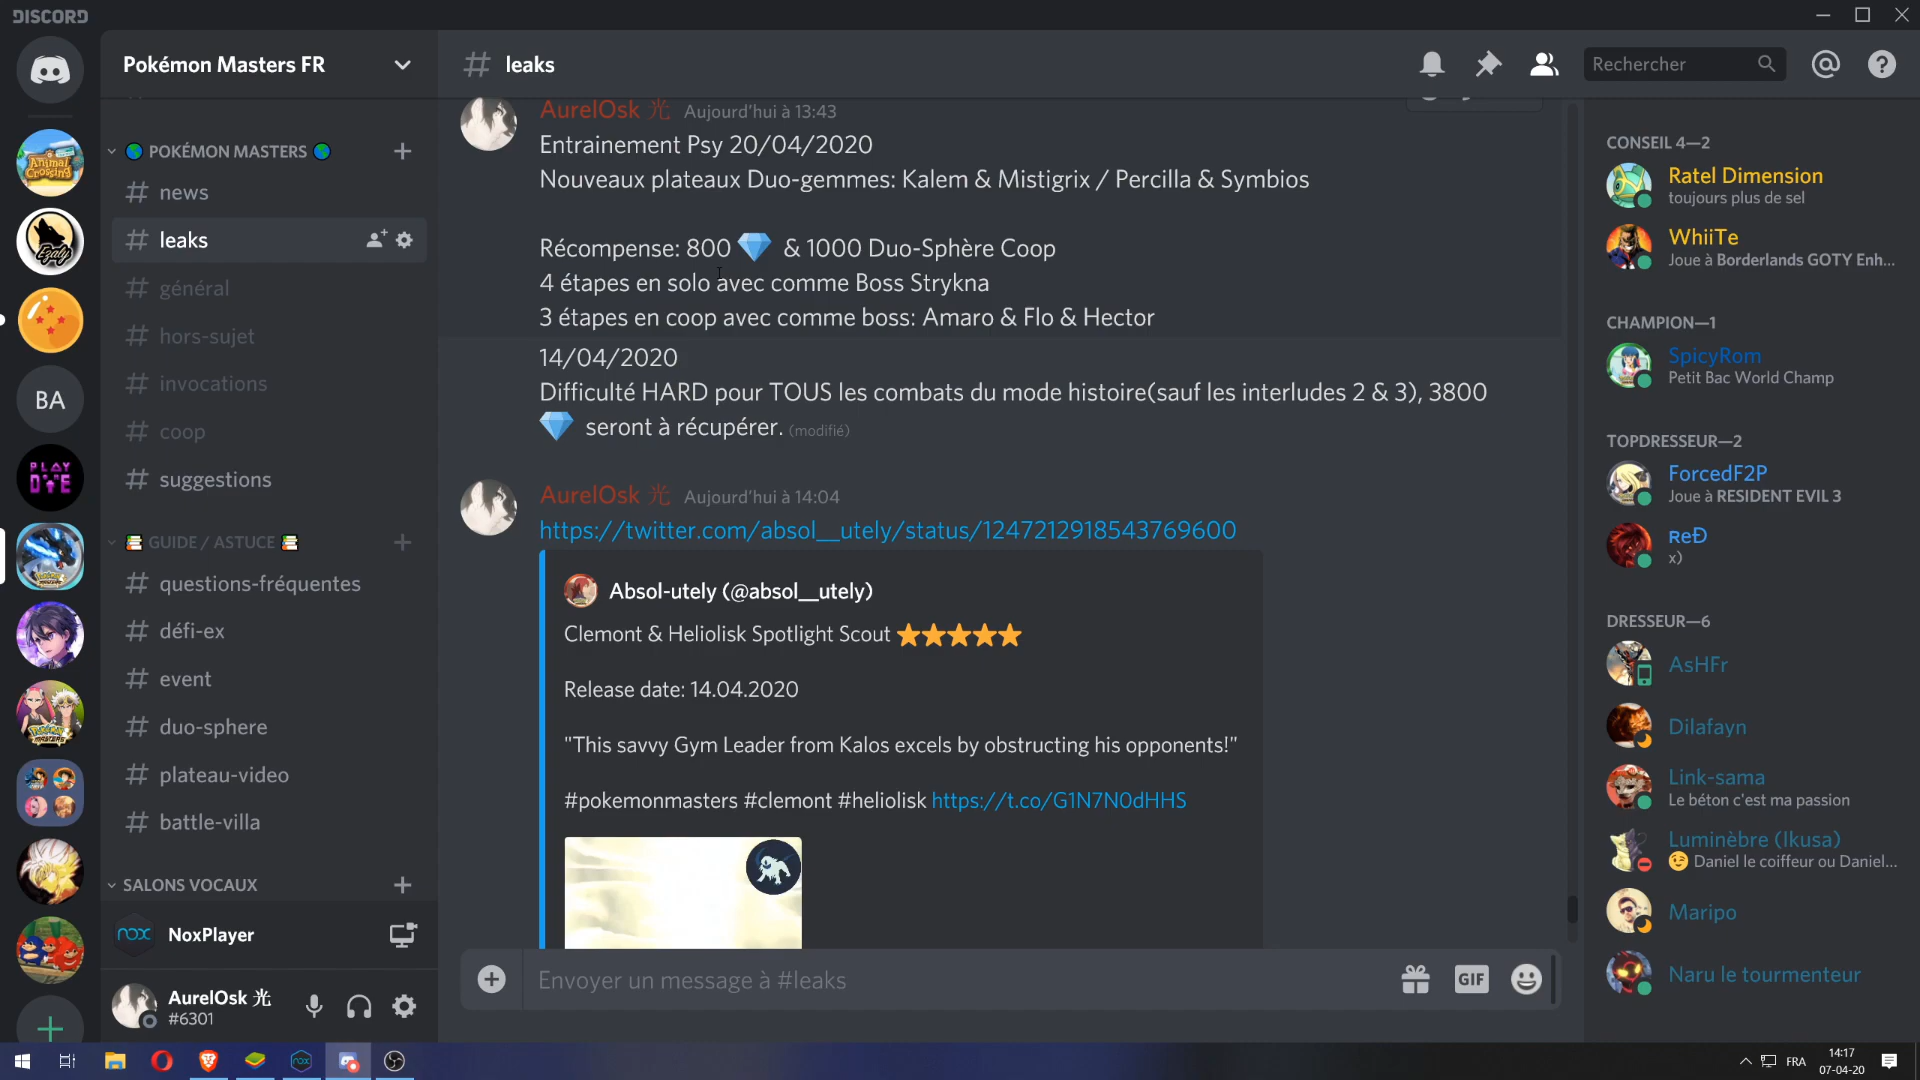 DISCORD
Pokémon Masters FR
# leaks
Rechercher
POKÉMON MASTERS
# news
# leaks
# général
# hors-sujet
# invocations
# coop
# suggestions
GUIDE / ASTUCE
# questions-fréquentes
# défi-ex
# event
# duo-sphere
# plateau-video
# battle-villa
SALONS VOCAUX
NoxPlayer
AurelOsk 光
#6301
BA
PLAY
Ezaly
Animal Crossing
nox
AurelOsk 光 Aujourd'hui à 13:43
Entrainement Psy 20/04/2020
Nouveaux plateaux Duo-gemmes: Kalem & Mistigrix / Percilla & Symbios
Récompense: 800 💎 & 1000 Duo-Sphère Coop
4 étapes en solo avec comme Boss Strykna
3 étapes en coop avec comme boss: Amaro & Flo & Hector
14/04/2020
Difficulté HARD pour TOUS les combats du mode histoire(sauf les interludes 2 & 3), 3800
💎 seront à récupérer. (modifié)
AurelOsk 光 Aujourd'hui à 14:04
https://twitter.com/absol__utely/status/1247212918543769600
Absol-utely (@absol__utely)
Clemont & Heliolisk Spotlight Scout ⭐⭐⭐⭐⭐
Release date: 14.04.2020
"This savvy Gym Leader from Kalos excels by obstructing his opponents!"
#pokemonmasters #clemont #heliolisk https://t.co/G1N7N0dHHS
Envoyer un message à #leaks
GIF
CONSEIL 4—2
Ratel Dimension
toujours plus de sel
WhiiTe
Joue à Borderlands GOTY Enh...
CHAMPION—1
SpicyRom
Petit Bac World Champ
TOPDRESSEUR—2
ForcedF2P
Joue à RESIDENT EVIL 3
ʀᴇĐ
x)
DRESSEUR—6
AsHFr
Dilafayn
Link-sama
Le béton c'est ma passion
Luminèbre (Ikusa)
😉 Daniel le coiffeur ou Daniel...
Maripo
Naru le tourmenteur
FRA
14:17
07-04-20